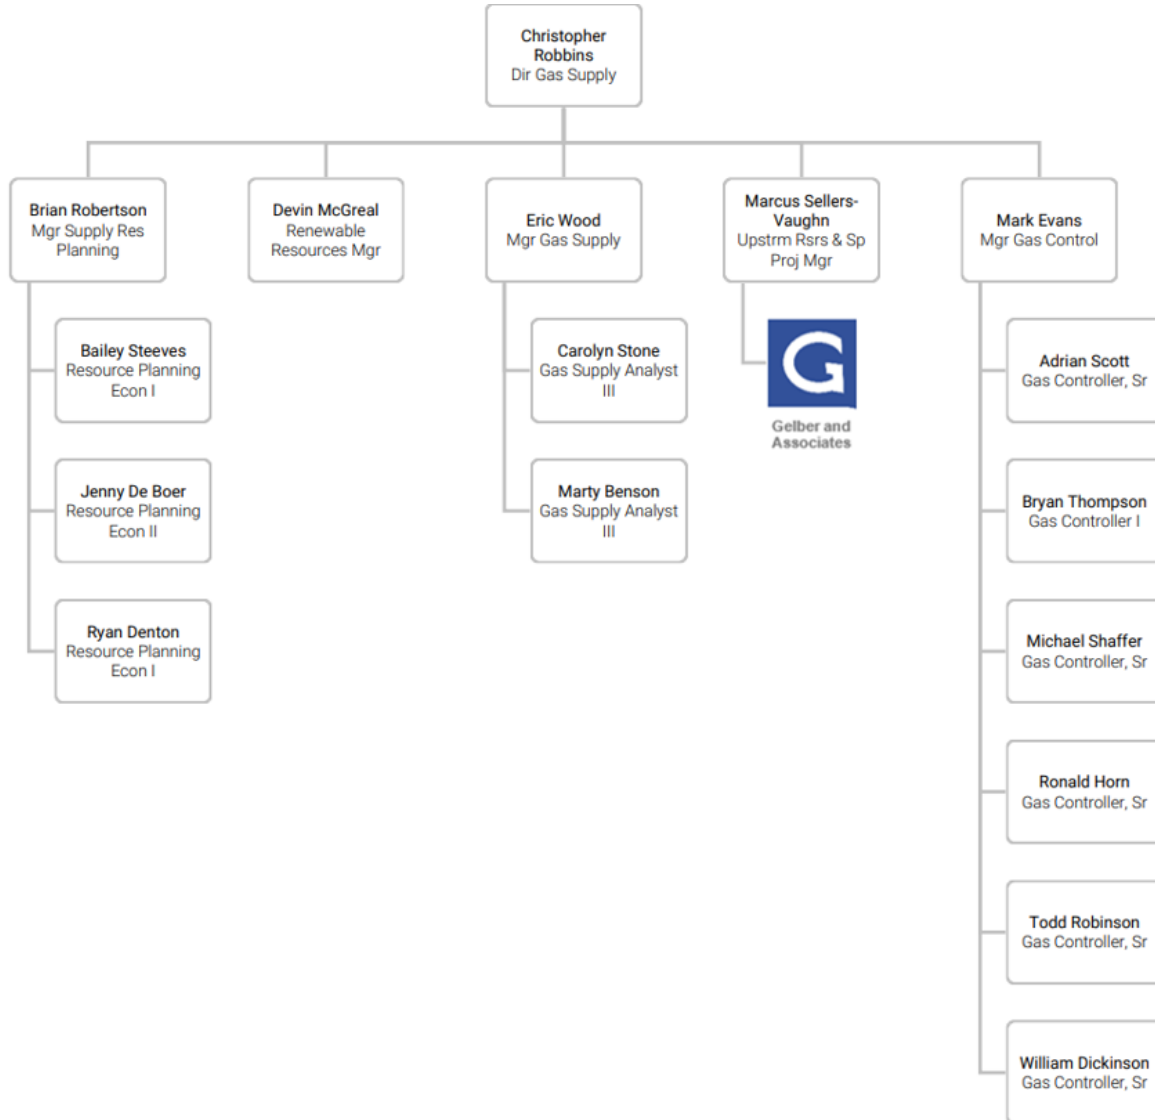 Christopher
Robbins
Dir Gas Supply
Brian Robertson
Mgr Supply Res
Planning
Devin McGreal
Renewable
Resources Mgr
Eric Wood
Mgr Gas Supply
Marcus Sellers-
Vaughn
Upstrm Rsrs & Sp
Proj Mgr
Mark Evans
Mgr Gas Control
Bailey Steeves
Resource Planning
Econ I
Jenny De Boer
Resource Planning
Econ II
Ryan Denton
Resource Planning
Econ I
Carolyn Stone
Gas Supply Analyst
III
Marty Benson
Gas Supply Analyst
III
G
Gelber and
Associates
Adrian Scott
Gas Controller, Sr
Bryan Thompson
Gas Controller I
Michael Shaffer
Gas Controller, Sr
Ronald Horn
Gas Controller, Sr
Todd Robinson
Gas Controller, Sr
William Dickinson
Gas Controller, Sr